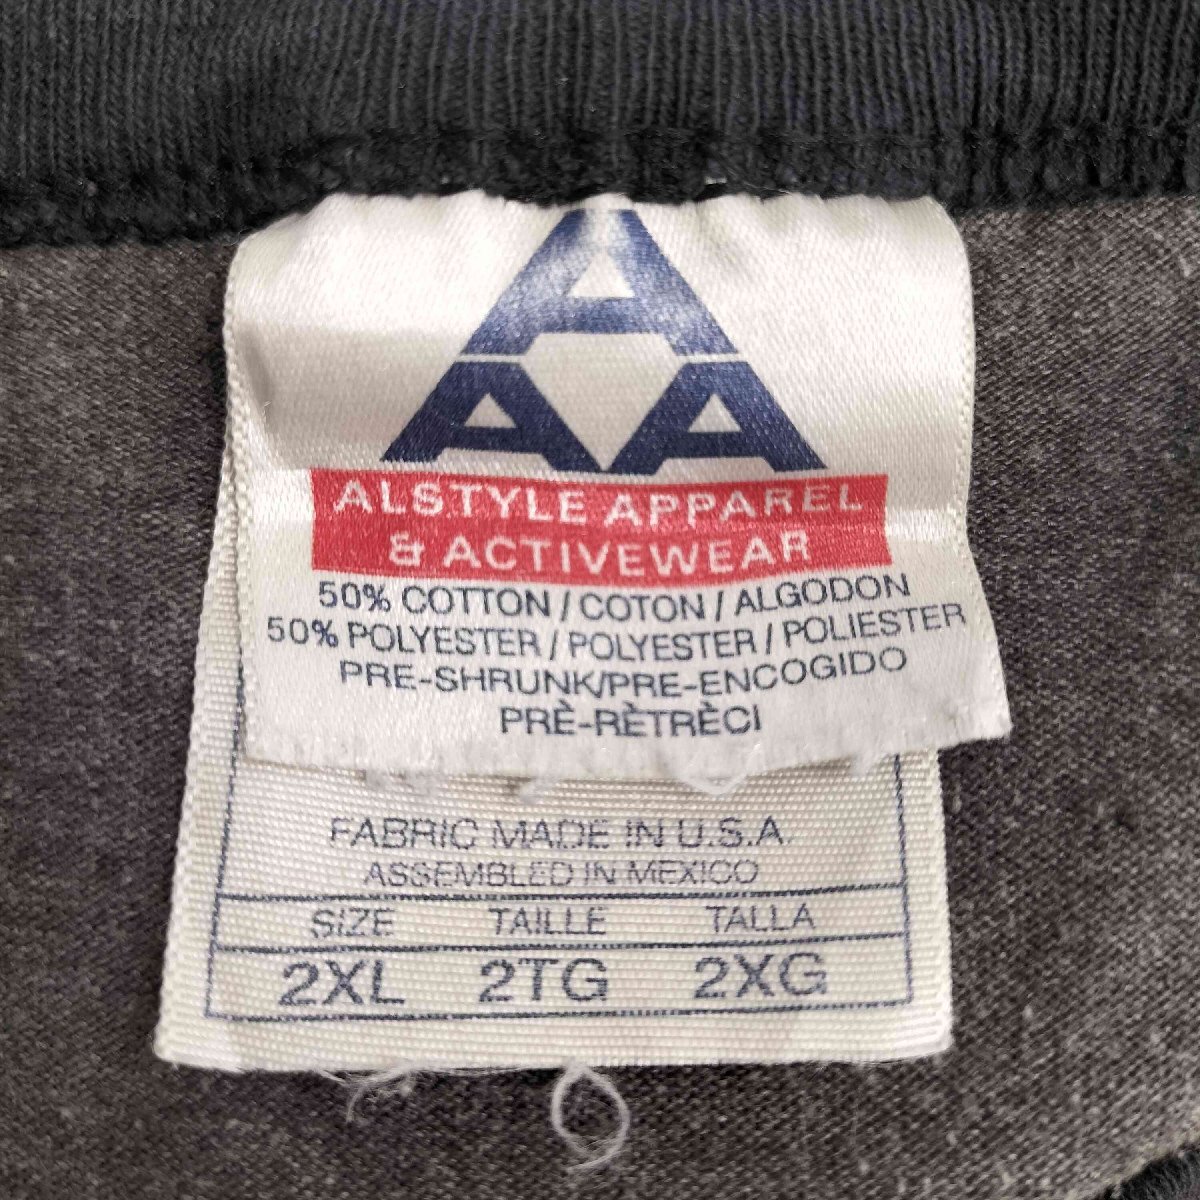 AAA
ALSTYLE APPAREL
& ACTIVEWEAR
50% COTTON / COTON / ALGODON
50% POLYESTER / POLYESTER / POLIESTER
PRE-SHRUNK/PRE-ENCOGIDO
PRÈ-RÈTRÈCI
FABRIC MADE IN U.S.A.
ASSEMBLED IN MEXICO
SIZE TAILLE TALLA
2XL 2TG 2XG